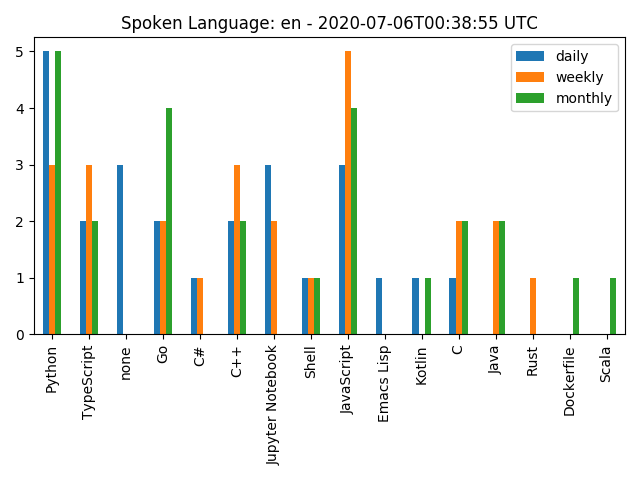 Spoken Language: en - 2020-07-06T00:38:55 UTC
daily
weekly
monthly
5
4
3
2
1
0
Python
TypeScript
none
Go
C#
C++
Jupyter Notebook
Shell
JavaScript
Emacs Lisp
Kotlin
C
Java
Rust
Dockerfile
Scala